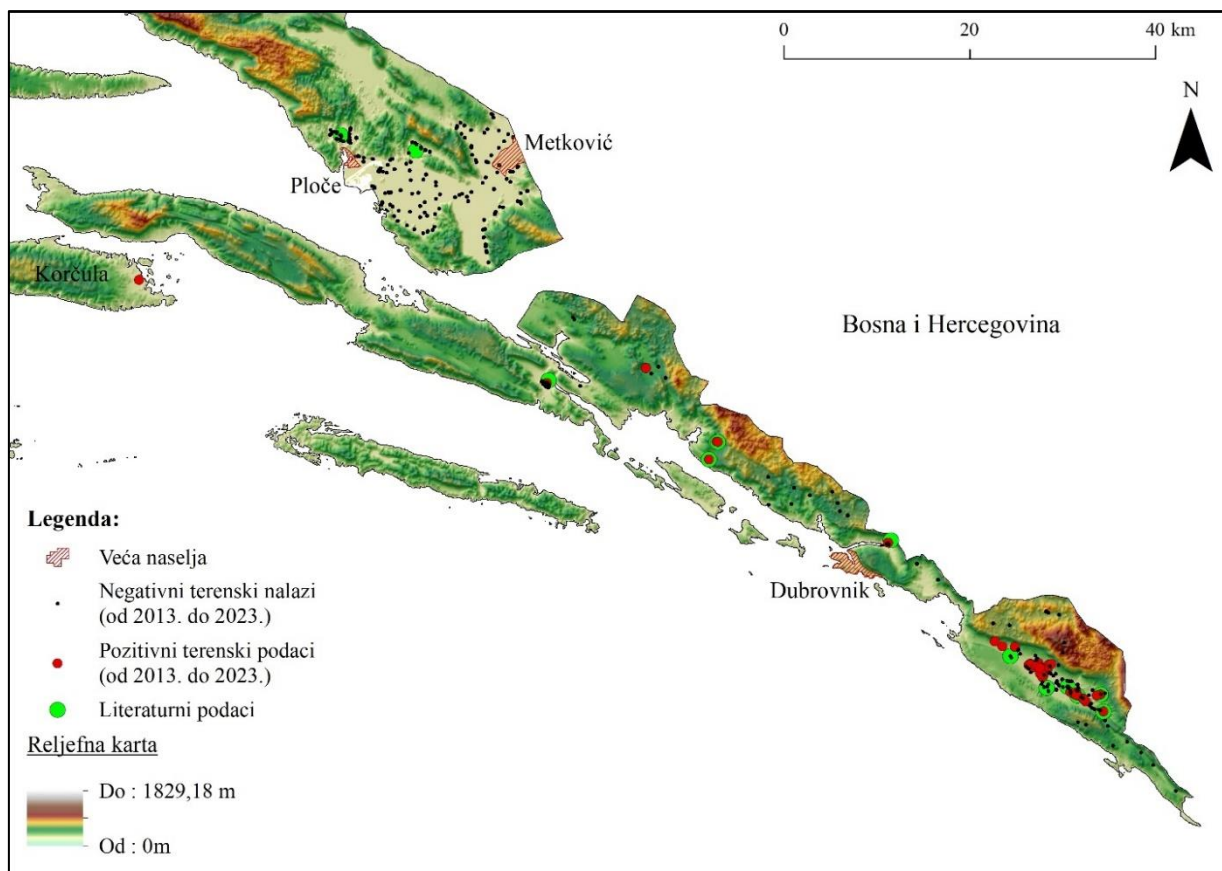 0
20
40 km
N
Metković
Ploče
Korčula
Bosna i Hercegovina
Dubrovnik
Legenda:
Veća naselja
Negativni terenski nalazi
(od 2013. do 2023.)
Pozitivni terenski podaci
(od 2013. do 2023.)
Literaturni podaci
Reljefna karta
Do : 1829,18 m
Od : 0m